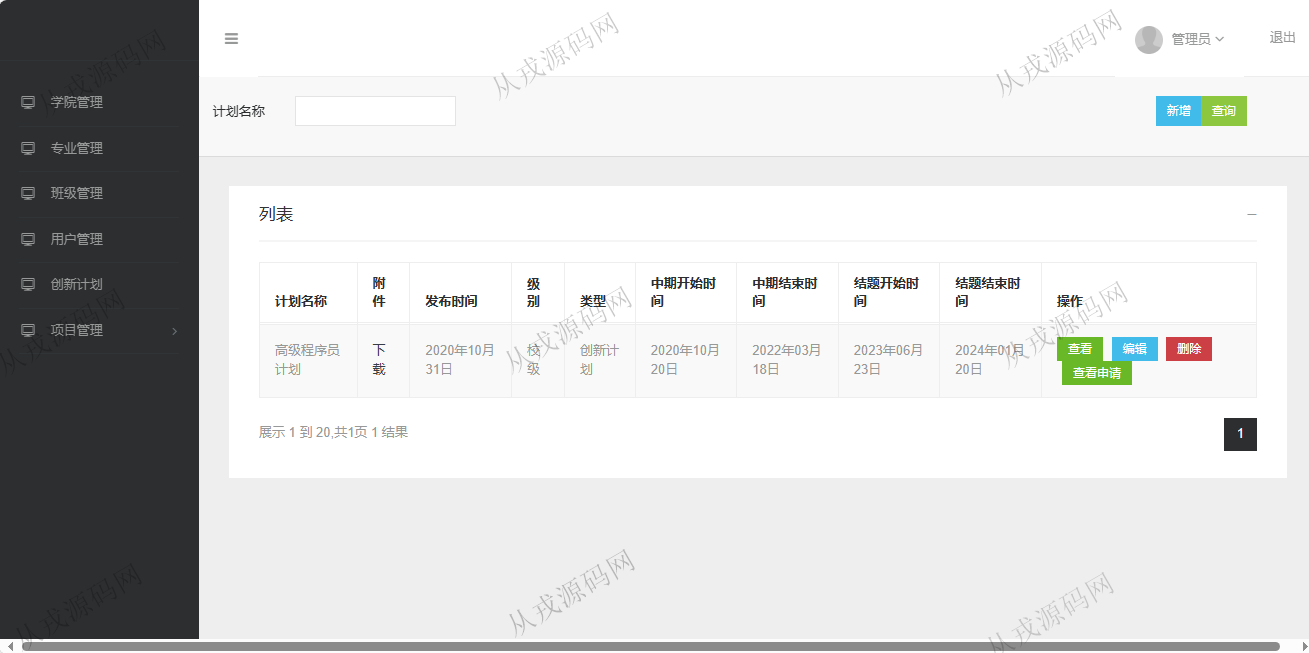 管理员
退出
学院管理
专业管理
班级管理
用户管理
创新计划
项目管理
计划名称
新增
查询
列表
计划名称
附
件
发布时间
级
别
类型
中期开始时
间
中期结束时
间
结题开始时
间
结题结束时
间
操作
高级程序员
计划
下
载
2020年10月
31日
校
级
创新计
划
2020年10月
20日
2022年03月
18日
2023年06月
23日
2024年01月
20日
查看
编辑
删除
查看申请
展示 1 到 20,共1页 1 结果
1
从戎源码网
从戎源码网
从戎源码网
从戎源码网
从戎源码网
从戎源码网
从戎源码网
从戎源码网
从戎源码网